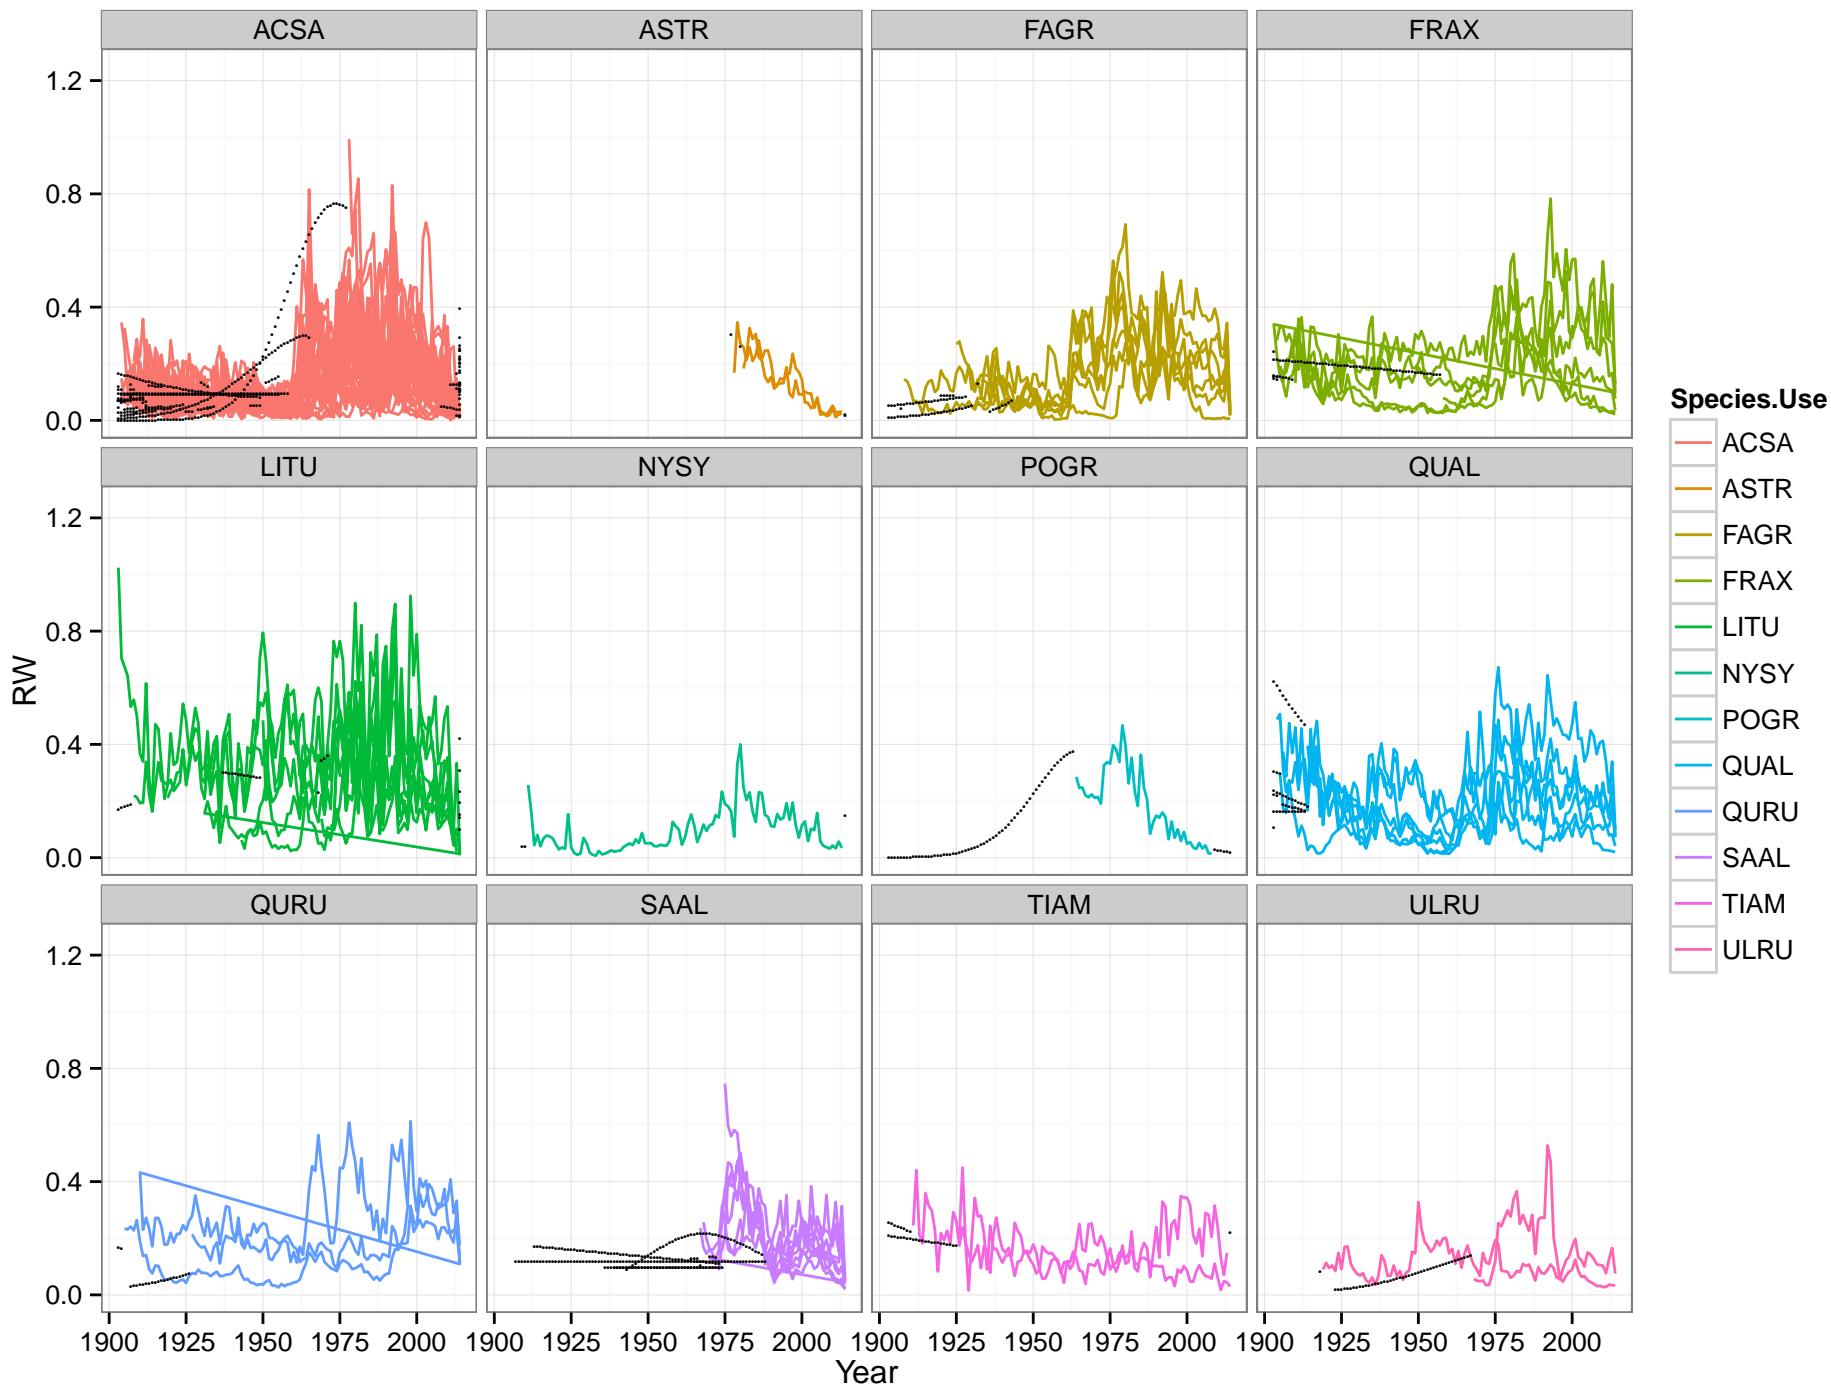 ACSA ASTR FAGR FRAX
1.2
0.8
0.4
0.0
LITU NYSY POGR QUAL
1.2
0.8
0.4
0.0
QURU SAAL TIAM ULRU
1.2
0.8
0.4
0.0
1900 1925 1950 1975 2000 1900 1925 1950 1975 2000 1900 1925 1950 1975 2000 1900 1925 1950 1975 2000
Year
RW
Species.Use
ACSA
ASTR
FAGR
FRAX
LITU
NYSY
POGR
QUAL
QURU
SAAL
TIAM
ULRU